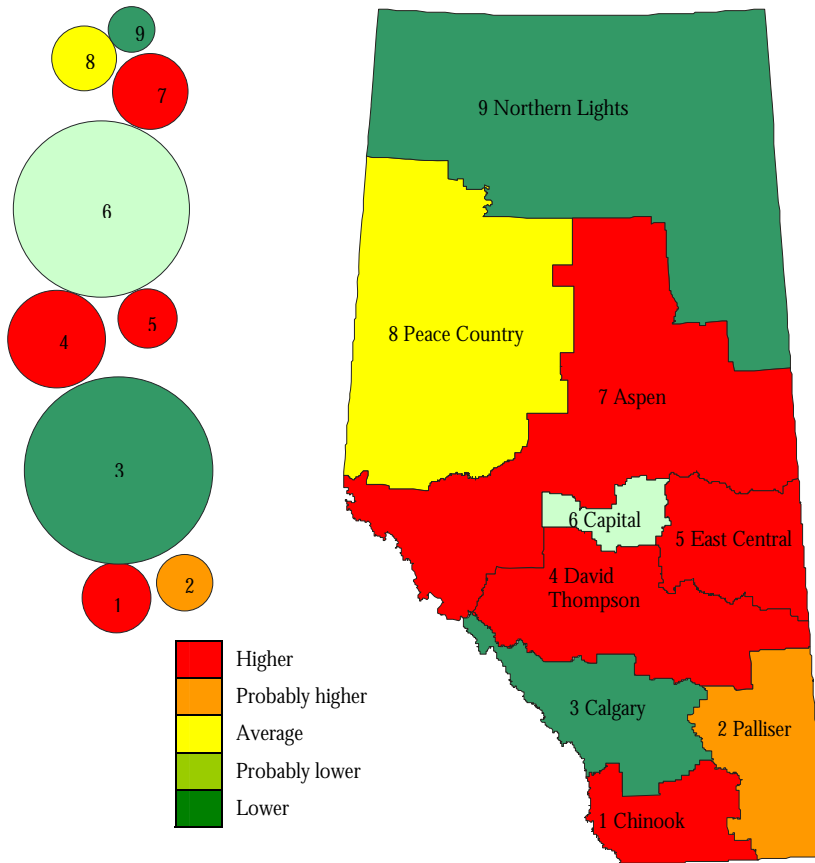 9
8
7
6
5
4
3
2
1
Higher
Probably higher
Average
Probably lower
Lower
9 Northern Lights
8 Peace Country
7 Aspen
6 Capital
5 East Central
4 David
Thompson
3 Calgary
2 Palliser
1 Chinook